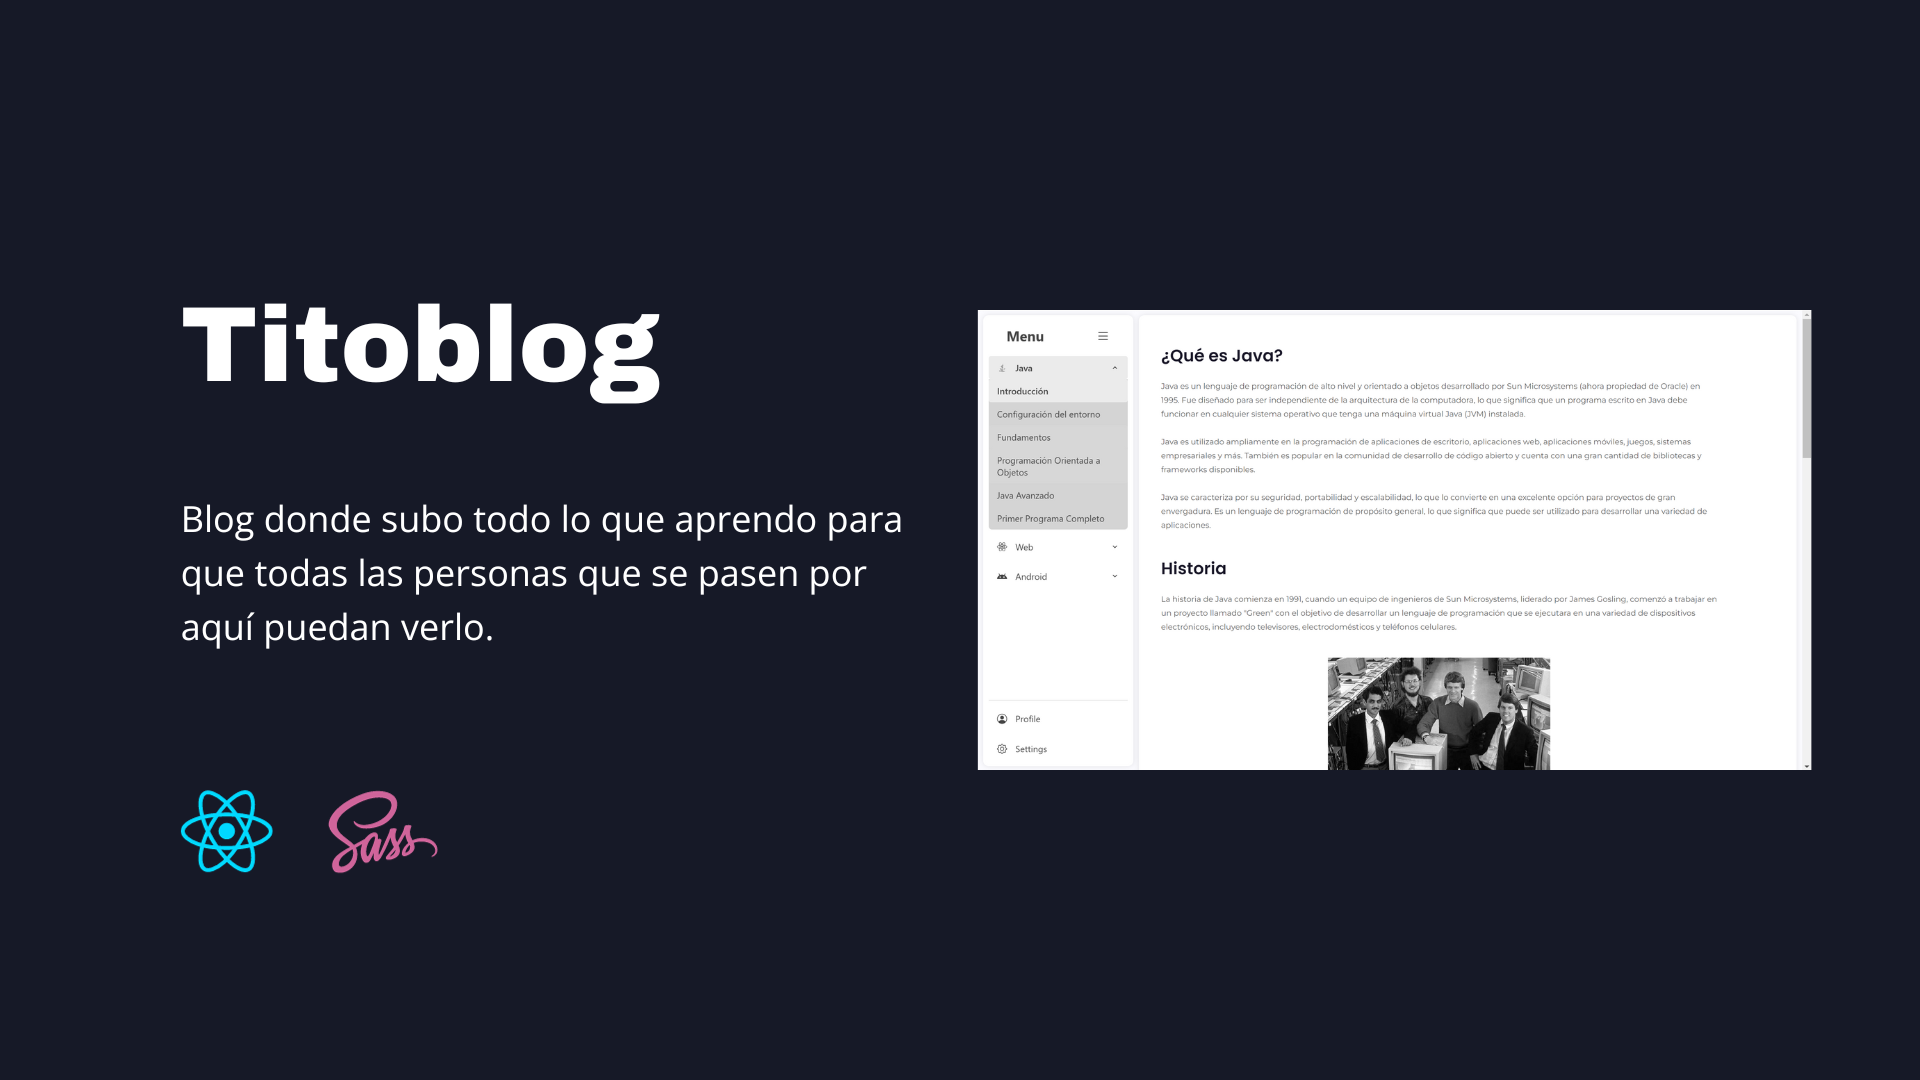 Titoblog
Blog donde subo todo lo que aprendo para
que todas las personas que se pasen por
aquí puedan verlo.
Sass
Menu
Java
Introducción
Configuración del entorno
Fundamentos
Programación Orientada a
Objetos
Java Avanzado
Primer Programa Completo
Web
Android
Profile
Settings
¿Qué es Java?
Java es un lenguaje de programación de alto nivel y orientado a objetos desarrollado por Sun Microsystems (ahora propiedad de Oracle) en
1995. Fue diseñado para ser independiente de la arquitectura de la computadora, lo que significa que un programa escrito en Java debe
funcionar en cualquier sistema operativo que tenga una máquina virtual Java (JVM) instalada.
Java es utilizado ampliamente en la programación de aplicaciones de escritorio, aplicaciones web, aplicaciones móviles, juegos, sistemas
empresariales y más. También es popular en la comunidad de desarrollo de código abierto y cuenta con una gran cantidad de bibliotecas y
frameworks disponibles.
Java se caracteriza por su seguridad, portabilidad y escalabilidad, lo que lo convierte en una excelente opción para proyectos de gran
envergadura. Es un lenguaje de programación de propósito general, lo que significa que puede ser utilizado para desarrollar una variedad de
aplicaciones.
Historia
La historia de Java comienza en 1991, cuando un equipo de ingenieros de Sun Microsystems, liderado por James Gosling, comenzó a trabajar en
un proyecto llamado "Green" con el objetivo de desarrollar un lenguaje de programación que se ejecutara en una variedad de dispositivos
electrónicos, incluyendo televisores, electrodomésticos y teléfonos celulares.